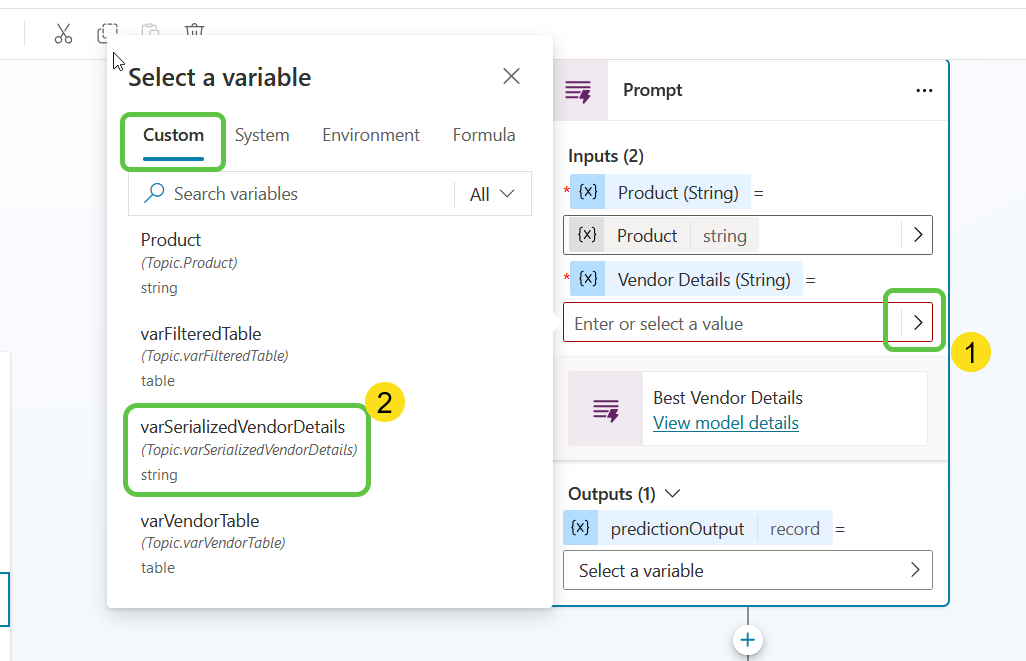 Select a variable
Custom System Environment Formula
Search variables All
Product
(Topic.Product)
string
varFilteredTable
(Topic.varFilteredTable)
table
varSerializedVendorDetails
(Topic.varSerializedVendorDetails)
string
2
varVendorTable
(Topic.varVendorTable)
table
Prompt
Inputs (2)
* {x} Product (String) =
{x} Product string
* {x} Vendor Details (String) =
Enter or select a value
1
Best Vendor Details
View model details
Outputs (1)
{x} predictionOutput record =
Select a variable